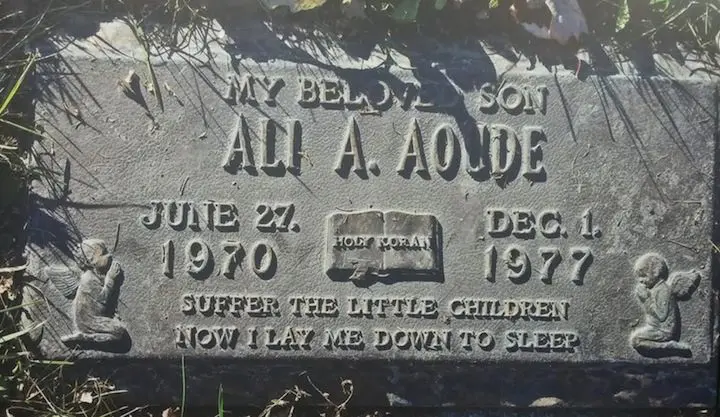 MY BELOVED SON
ALI A. AOUDE
JUNE 27. 1970
HOLY KORAN
DEC. 1. 1977
SUFFER THE LITTLE CHILDREN
NOW I LAY ME DOWN TO SLEEP